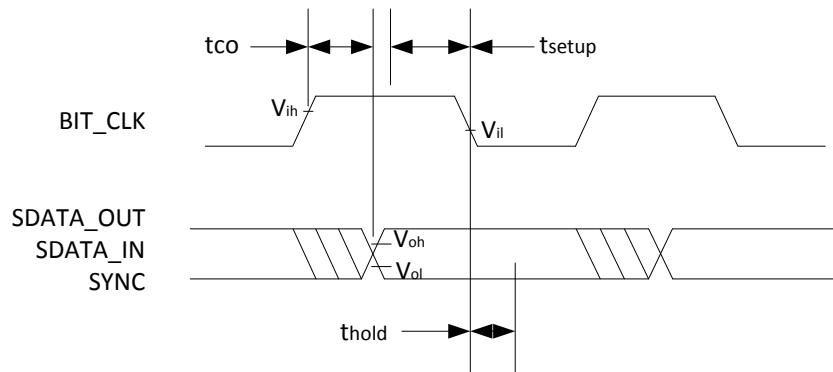 tco
tsetup
Vih
BIT_CLK
Vil
SDATA_OUT
Voh
SDATA_IN
Vol
SYNC
thold